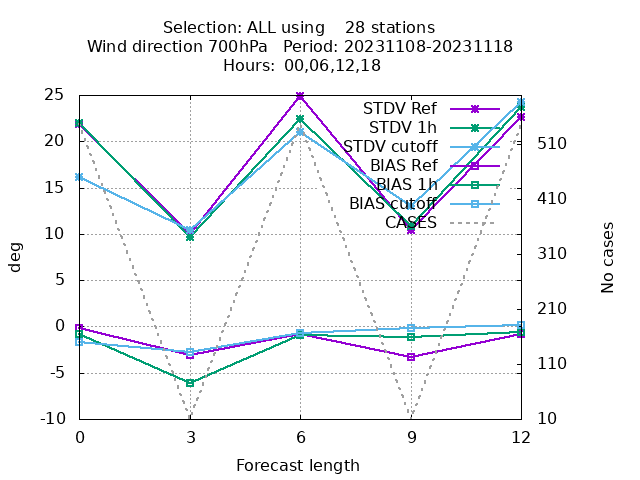 Selection: ALL using    28 stations
Wind direction 700hPa   Period: 20231108-20231118
Hours: 00,06,12,18
25
20
15
10
5
0
-5
-10
deg
STDV Ref
STDV 1h
STDV cutoff
BIAS Ref
BIAS 1h
BIAS cutoff
CASES
510
410
310
210
110
10
No cases
0 3 6 9 12
Forecast length